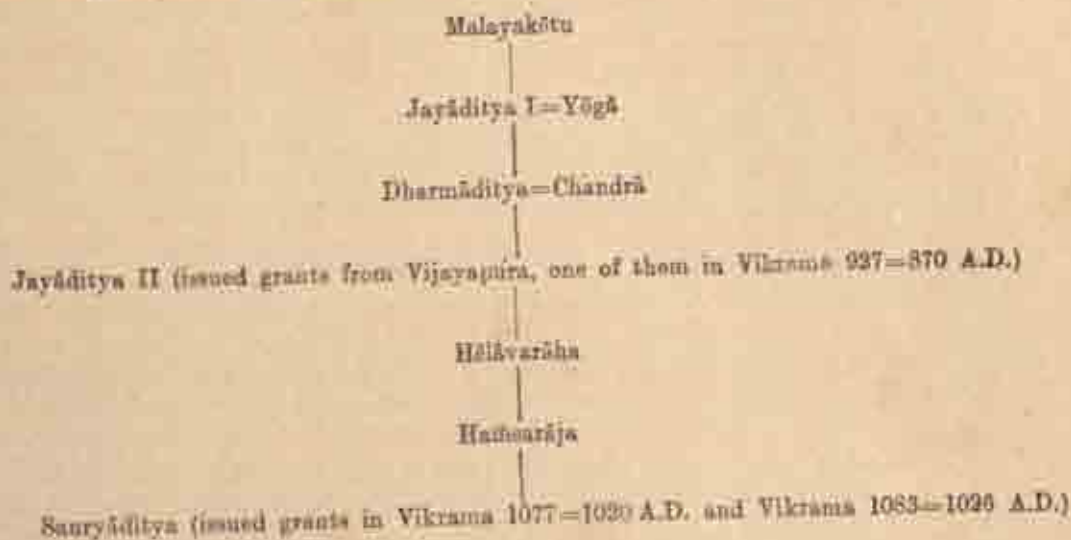 Malayakētu
Jayāditya I=Yōgā
Dharmāditya=Chandrā
Jayāditya II (issued grants from Vijayapura, one of them in Vikrama 927=870 A.D.)
Hēlāvarāha
Haṁsarāja
Sauryāditya (issued grants in Vikrama 1077=1020 A.D. and Vikrama 1083=1026 A.D.)